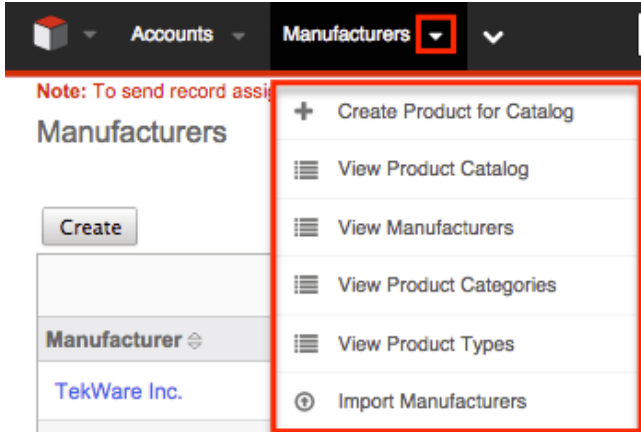 Accounts
Manufacturers
Note: To send record assi
Manufacturers
Create
Manufacturer
TekWare Inc.
Create Product for Catalog
View Product Catalog
View Manufacturers
View Product Categories
View Product Types
Import Manufacturers